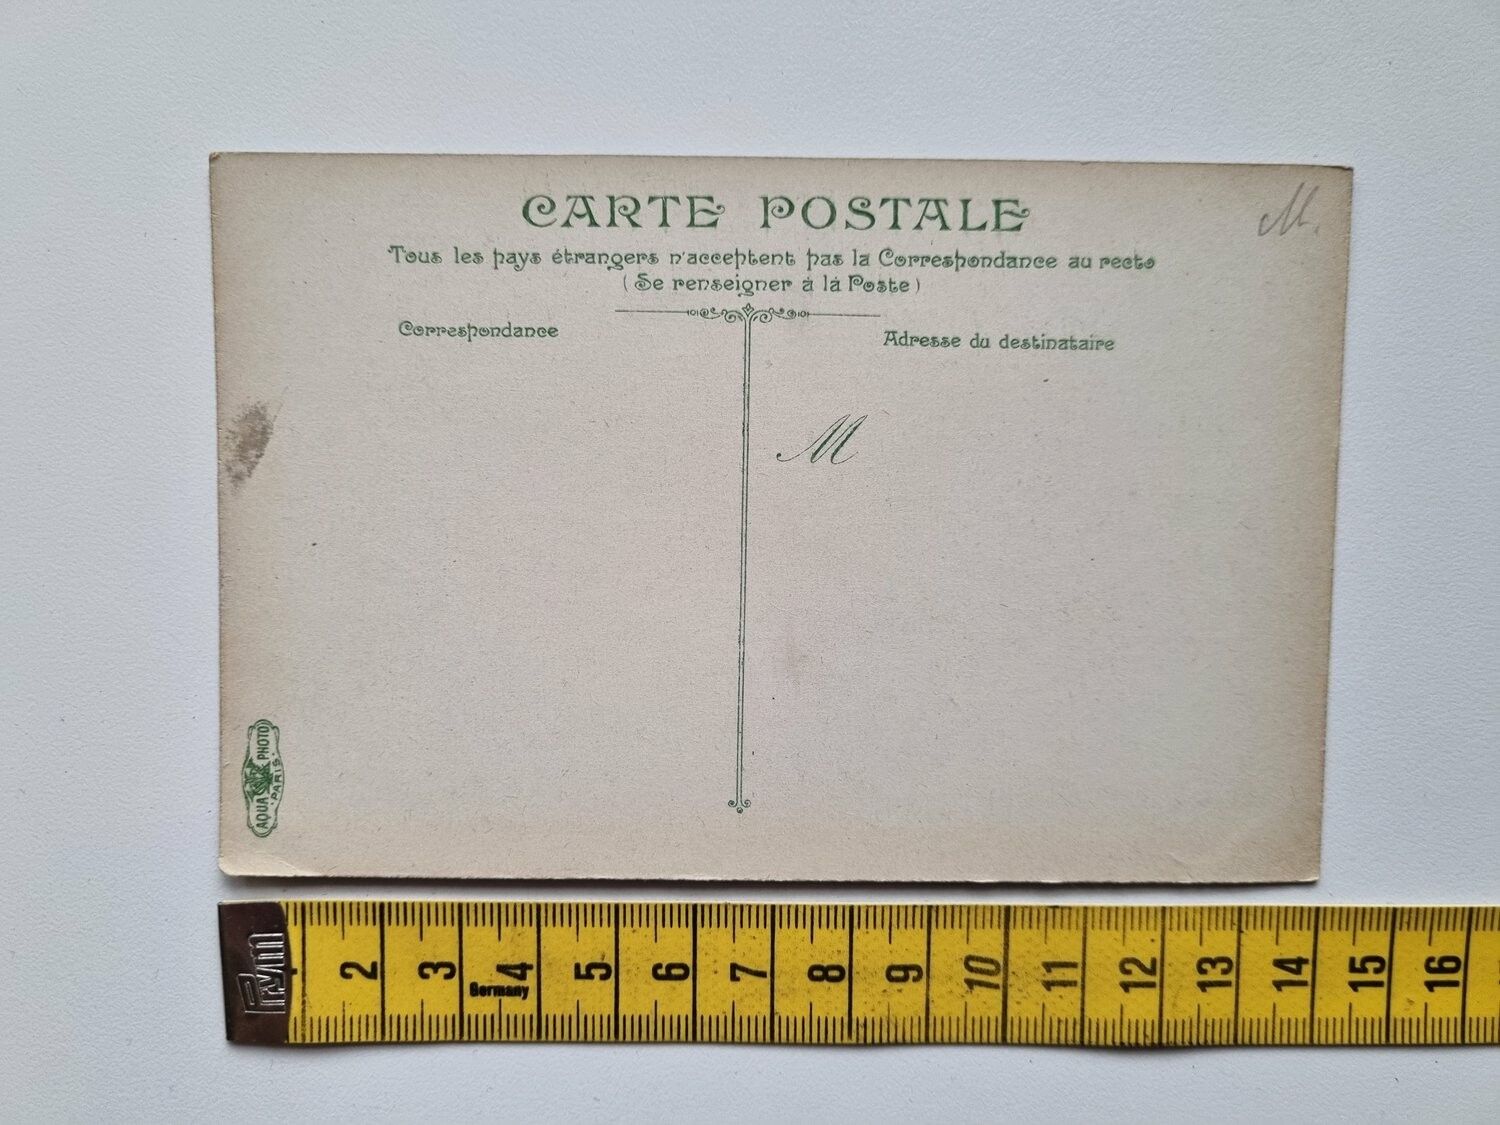 CARTE POSTALE
M.
Tous les pays étrangers n'acceptent pas la Correspondance au recto
(Se renseigner à la Poste)
Correspondance
Adresse du destinataire
M
AQUA PHOTO
PARIS
Prym
2 3 4 5 6 7 8 9 10 11 12 13 14 15 16
Germany